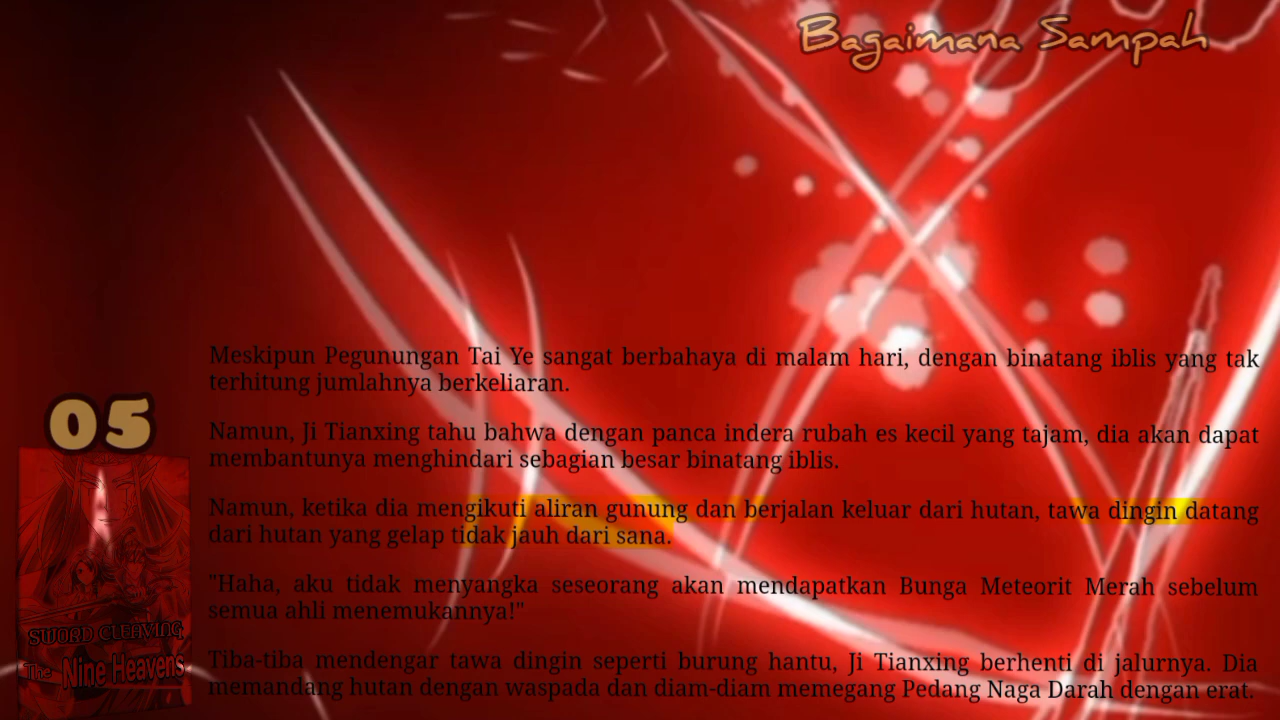 Bagaimana Sampah
Meskipun Pegunungan Tai Ye sangat berbahaya di malam hari, dengan binatang iblis yang tak
terhitung jumlahnya berkeliaran.
Namun, Ji Tianxing tahu bahwa dengan panca indera rubah es kecil yang tajam, dia akan dapat
membantunya menghindari sebagian besar binatang iblis.
Namun, ketika dia mengikuti aliran gunung dan berjalan keluar dari hutan, tawa dingin datang
dari hutan yang gelap tidak jauh dari sana.
"Haha, aku tidak menyangka seseorang akan mendapatkan Bunga Meteorit Merah sebelum
semua ahli menemukannya!"
Tiba-tiba mendengar tawa dingin seperti burung hantu, Ji Tianxing berhenti di jalurnya. Dia
memandang hutan dengan waspada dan diam-diam memegang Pedang Naga Darah dengan erat.
05
SWORD CLEAVING
The Nine Heavens